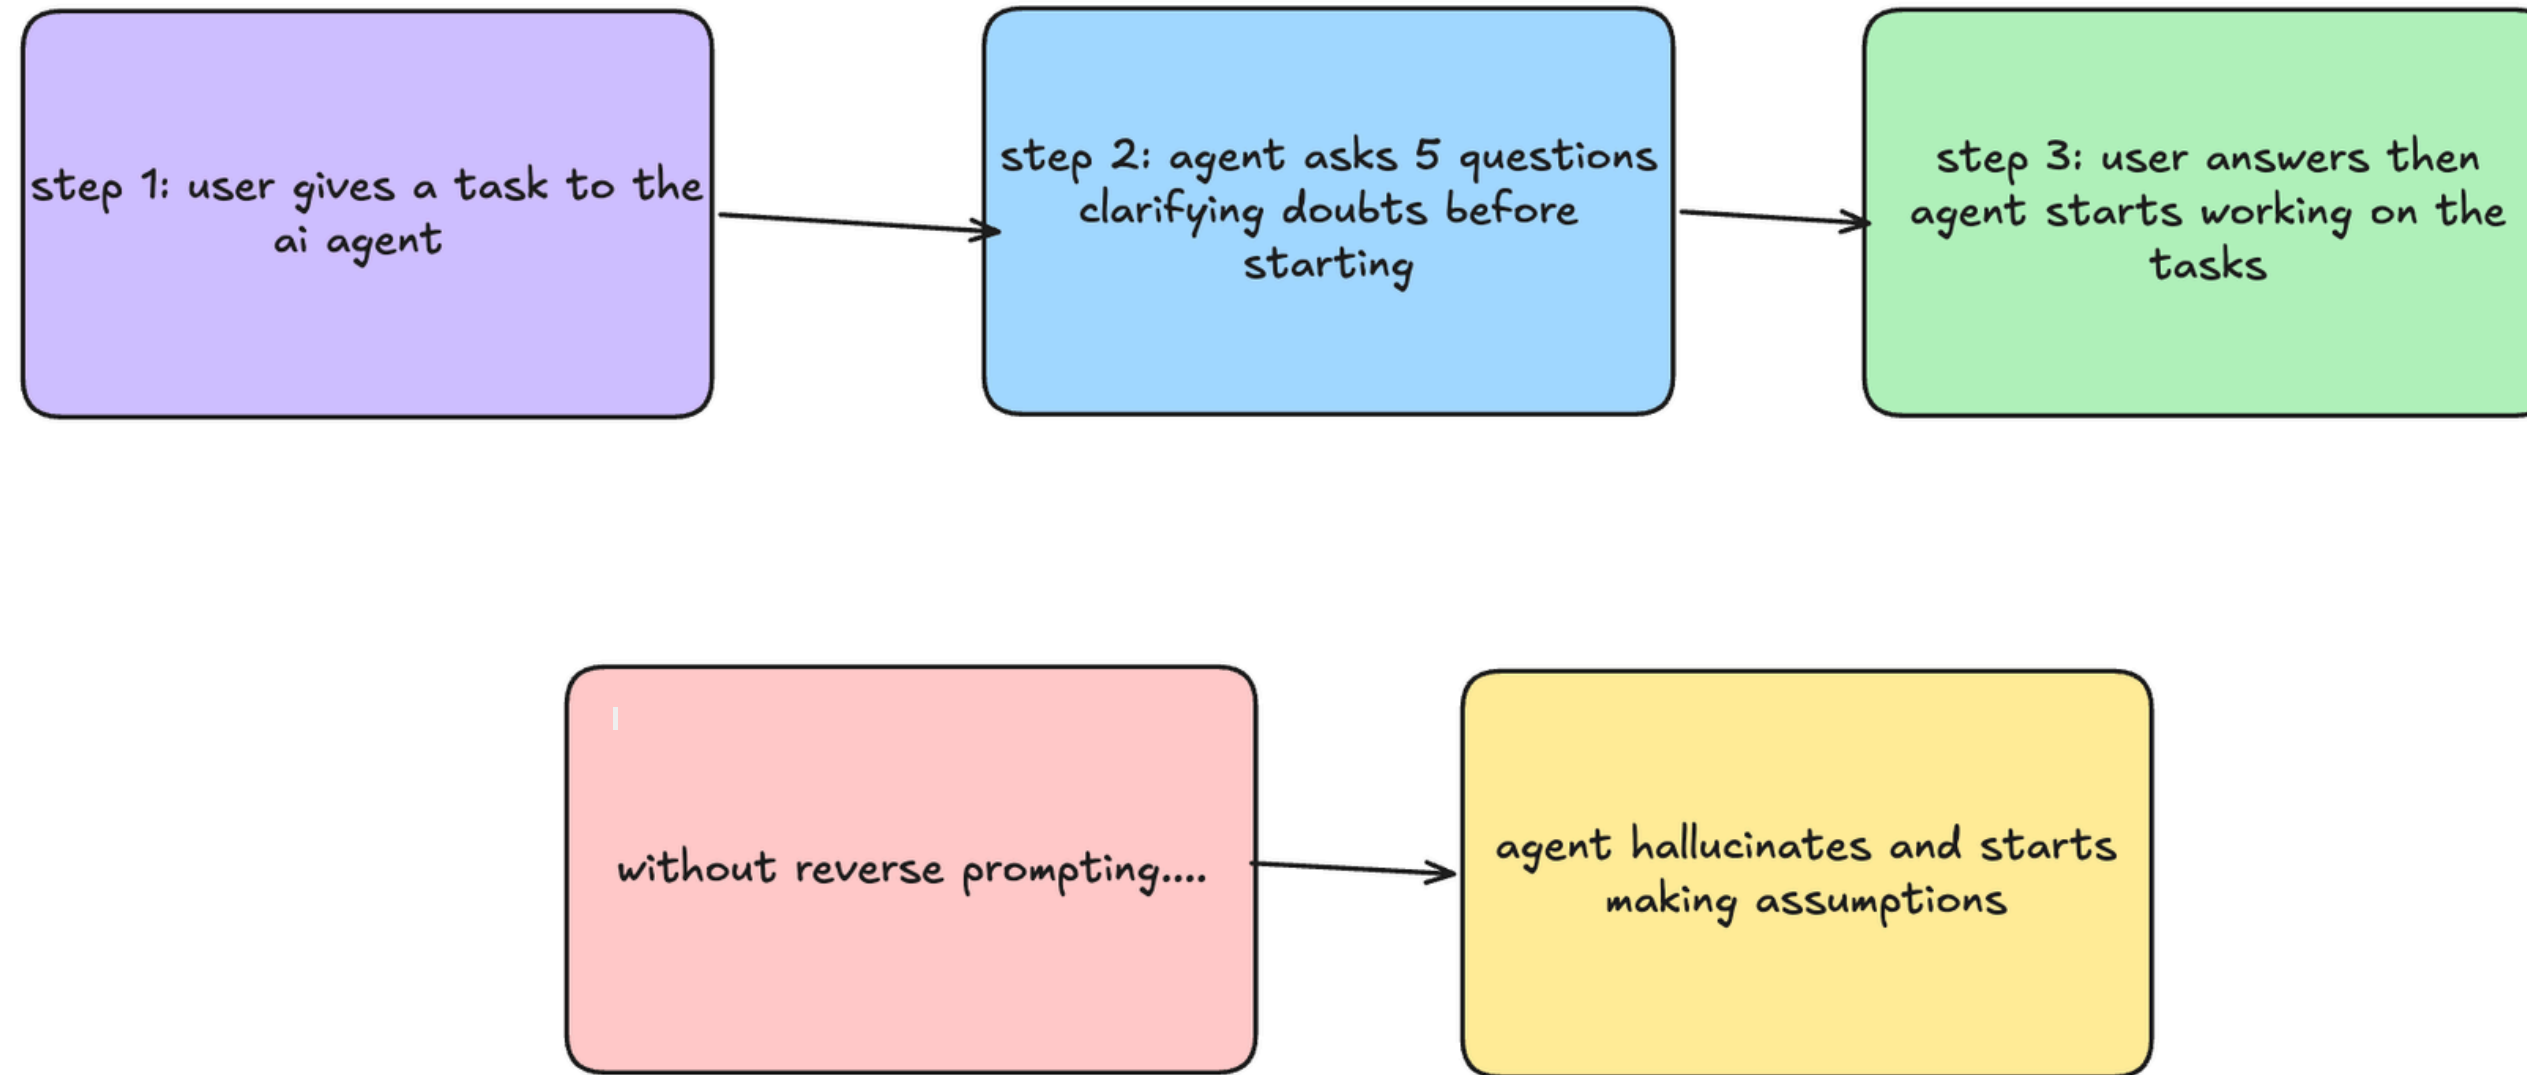 step 1: user gives a task to the
ai agent
step 2: agent asks 5 questions
clarifying doubts before
starting
step 3: user answers then
agent starts working on the
tasks
without reverse prompting....
agent hallucinates and starts
making assumptions